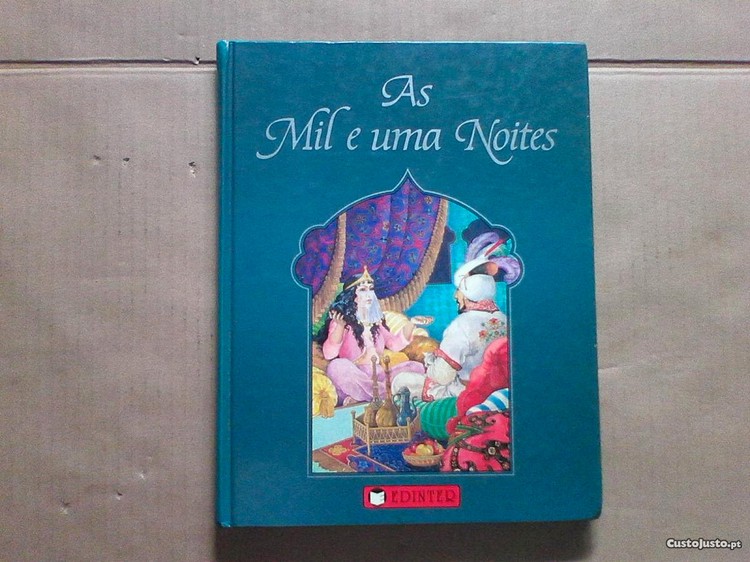 As
Mil e uma Noites
EDINTER
CustoJusto.pt